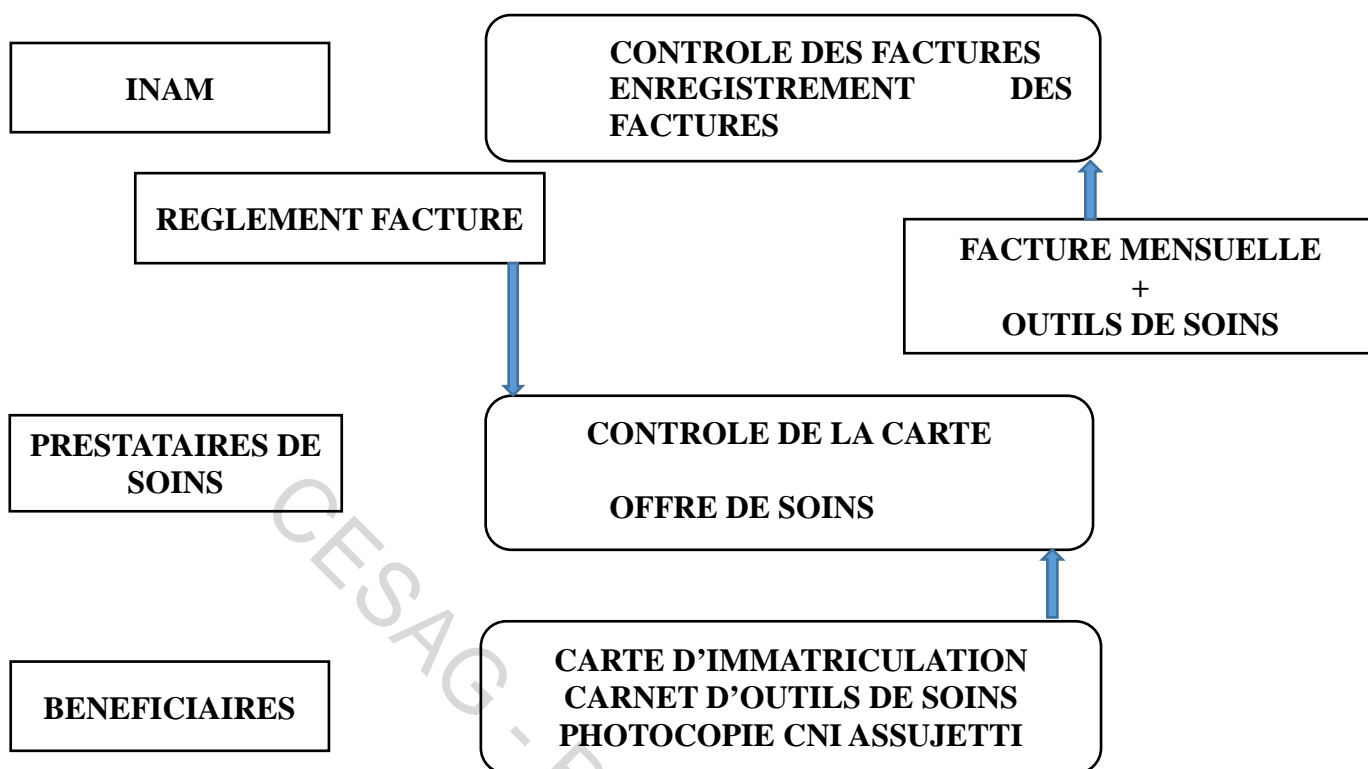 INAM
CONTROLE DES FACTURES
ENREGISTREMENT DES
FACTURES
REGLEMENT FACTURE
FACTURE MENSUELLE
+
OUTILS DE SOINS
PRESTATAIRES DE
SOINS
CONTROLE DE LA CARTE
OFFRE DE SOINS
BENEFICIAIRES
CARTE D’IMMATRICULATION
CARNET D’OUTILS DE SOINS
PHOTOCOPIE CNI ASSUJETTI
CESAG -